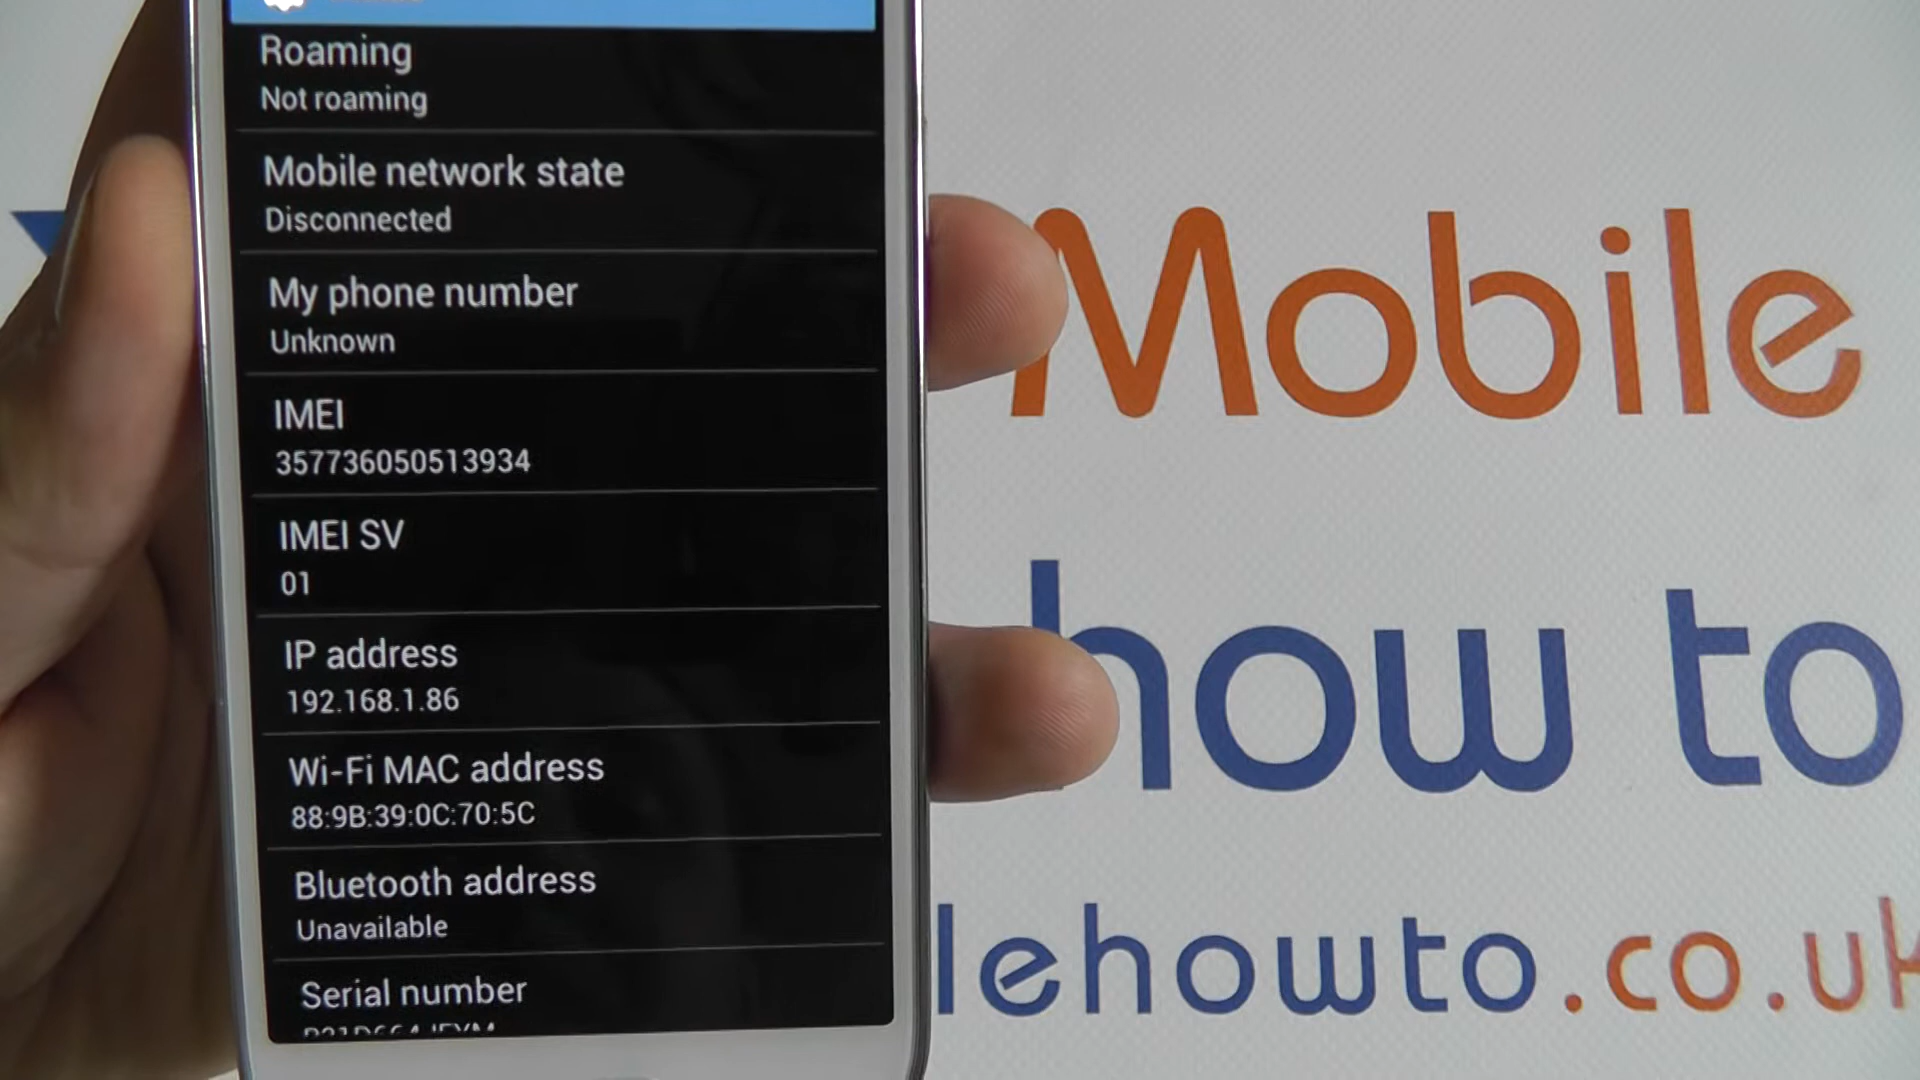 Roaming
Not roaming
Mobile network state
Disconnected
My phone number
Unknown
IMEI
357736050513934
IMEI SV
01
IP address
192.168.1.86
Wi-Fi MAC address
88:9B:39:0C:70:5C
Bluetooth address
Unavailable
Serial number
Mobile
how to
lehowto.co.uk